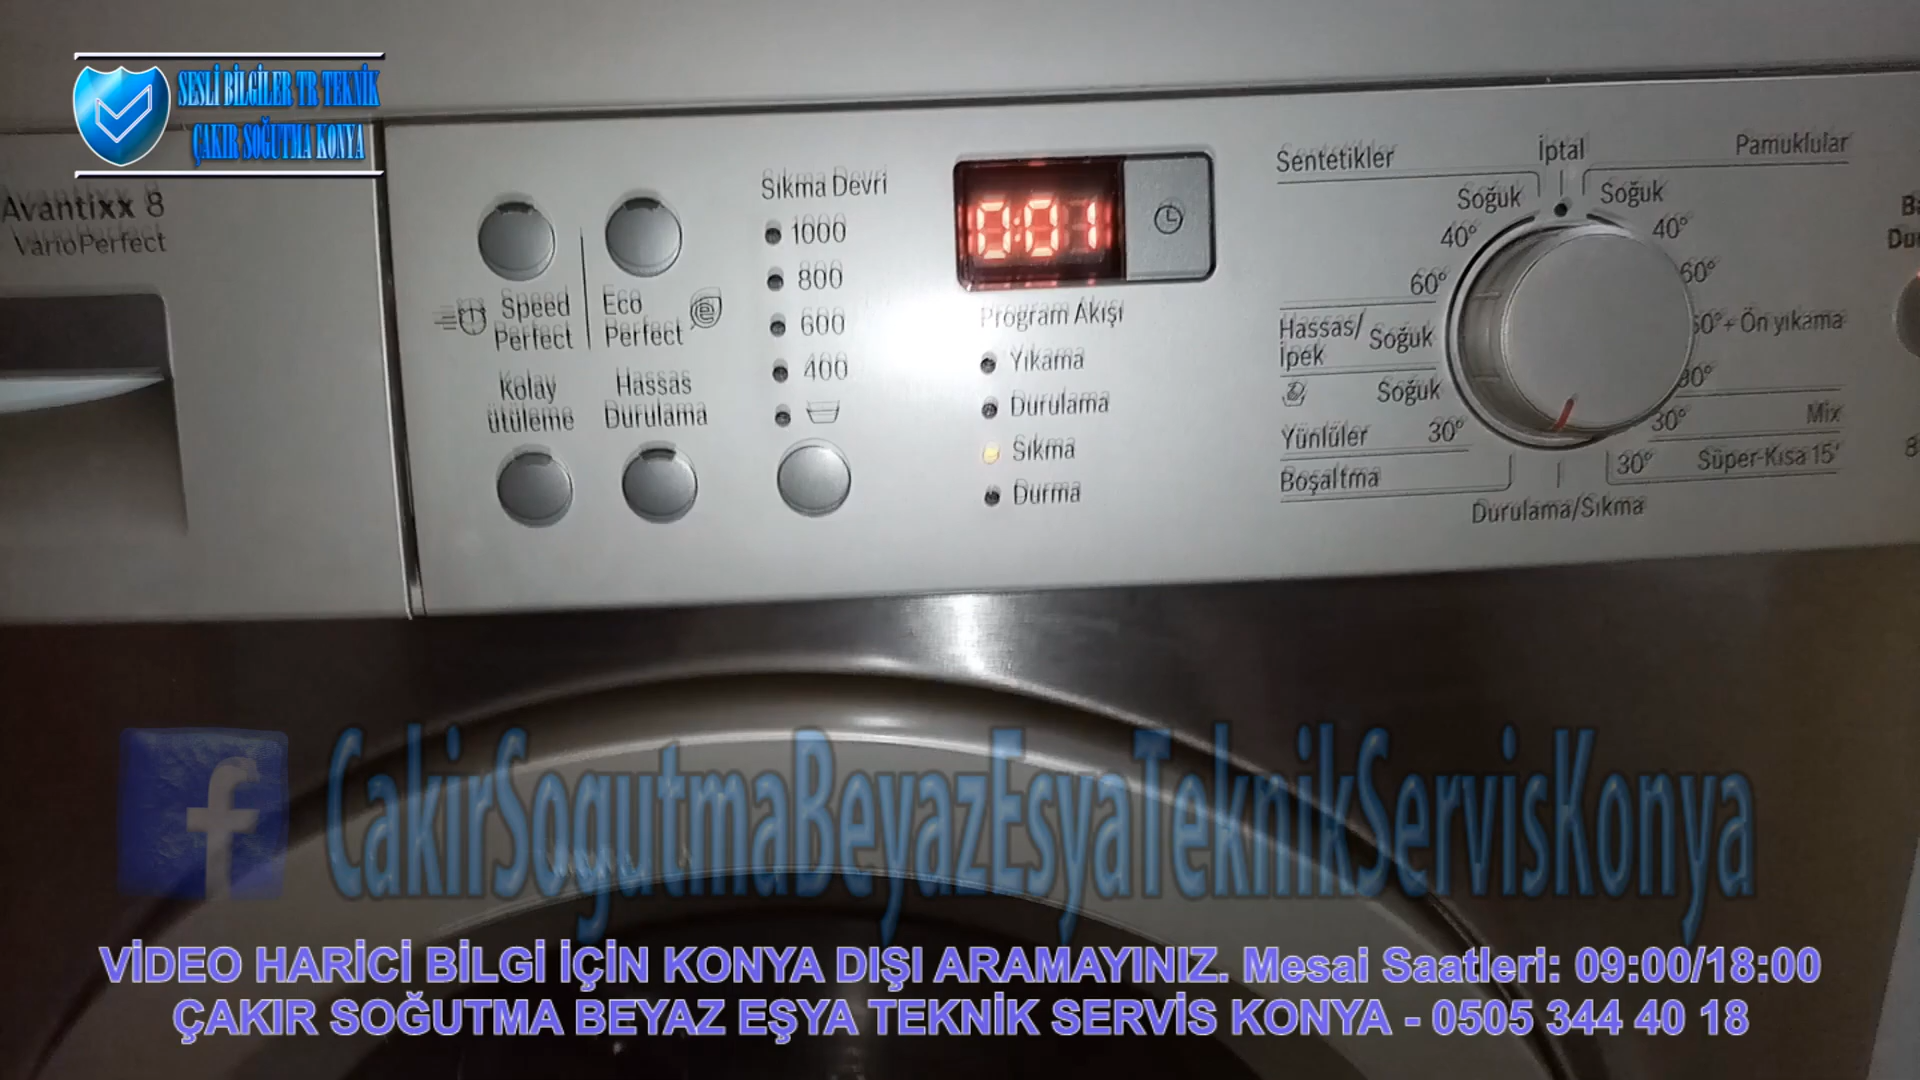 SESLİ BİLGİLER TR TEKNİK
ÇAKIR SOĞUTMA KONYA
Avantixx 8
VarioPerfect
Speed
Perfect
Eco
Perfect
Kolay
ütüleme
Hassas
Durulama
Sıkma Devri
1000
800
600
400
0:01
Program Akışı
Yıkama
Durulama
Sıkma
Durma
İptal
Sentetikler
Soğuk
40°
60°
Hassas/
İpek
Soğuk
Soğuk
Yünlüler 30°
Boşaltma
Durulama/Sıkma
Pamuklular
Soğuk
40°
60°
60°+ Ön yıkama
90°
30° Mix
30° Süper-Kısa 15'
CakirSogutmaBeyazEsyaTeknikServisKonya
VİDEO HARİCİ BİLGİ İÇİN KONYA DIŞI ARAMAYINIZ. Mesai Saatleri: 09:00/18:00
ÇAKIR SOĞUTMA BEYAZ EŞYA TEKNİK SERVİS KONYA - 0505 344 40 18